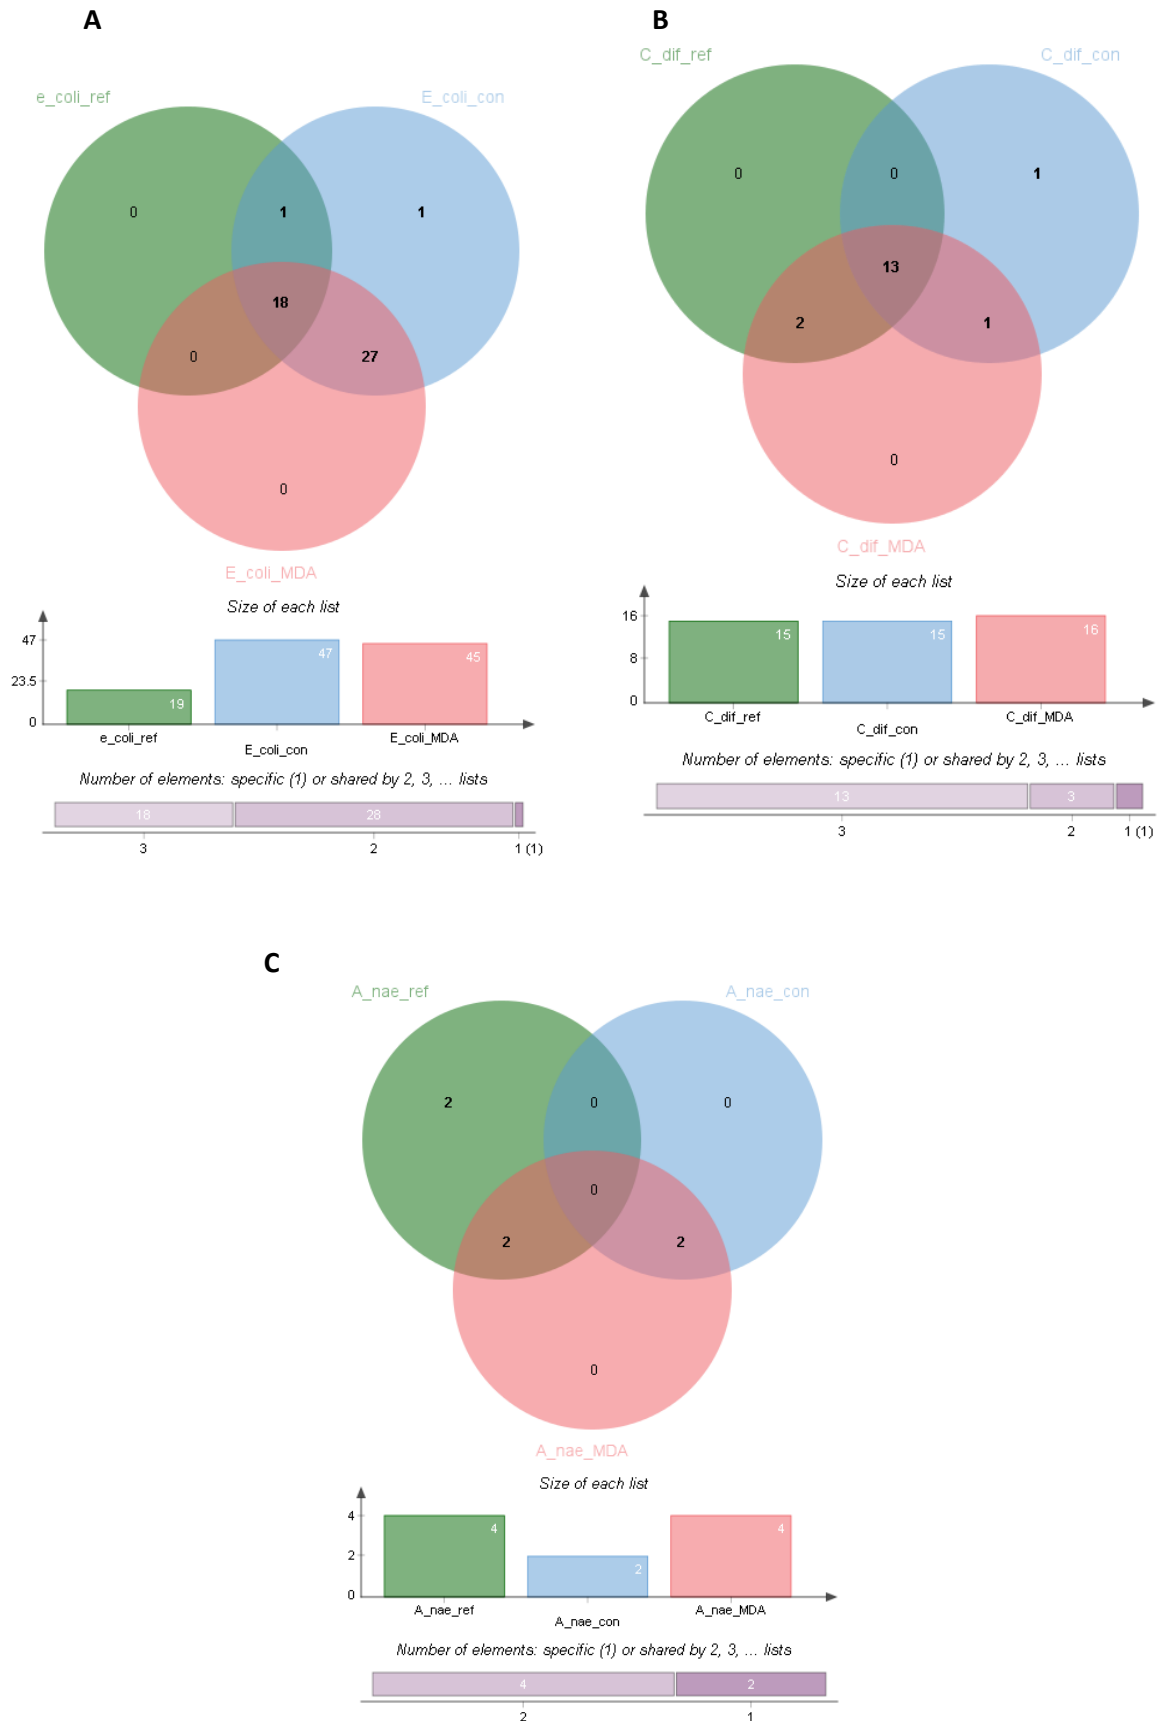 A
e_coli_ref
E_coli_con
0
1
1
18
0
27
0
E_coli_MDA
Size of each list
47
23.5
0
19
47
45
e_coli_ref
E_coli_con
E_coli_MDA
Number of elements: specific (1) or shared by 2, 3, ... lists
18
28
3
2
1 (1)
B
C_dif_ref
C_dif_con
0
0
1
13
2
1
0
C_dif_MDA
Size of each list
16
8
0
15
15
16
C_dif_ref
C_dif_con
C_dif_MDA
Number of elements: specific (1) or shared by 2, 3, ... lists
13
3
3
2
1 (1)
C
A_nae_ref
A_nae_con
2
0
0
0
2
2
0
A_nae_MDA
Size of each list
4
2
0
4
2
4
A_nae_ref
A_nae_con
A_nae_MDA
Number of elements: specific (1) or shared by 2, 3, ... lists
4
2
2
1